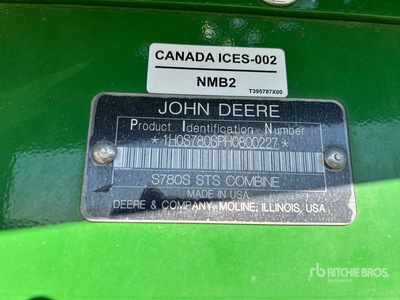 CANADA ICES-002
NMB2
T395787X00
JOHN DEERE
Product Identification Number
*1H0S780SPH0800227*
S780S STS COMBINE
MADE IN USA
DEERE & COMPANY, MOLINE, ILLINOIS, USA
rb RITCHIE BROS.